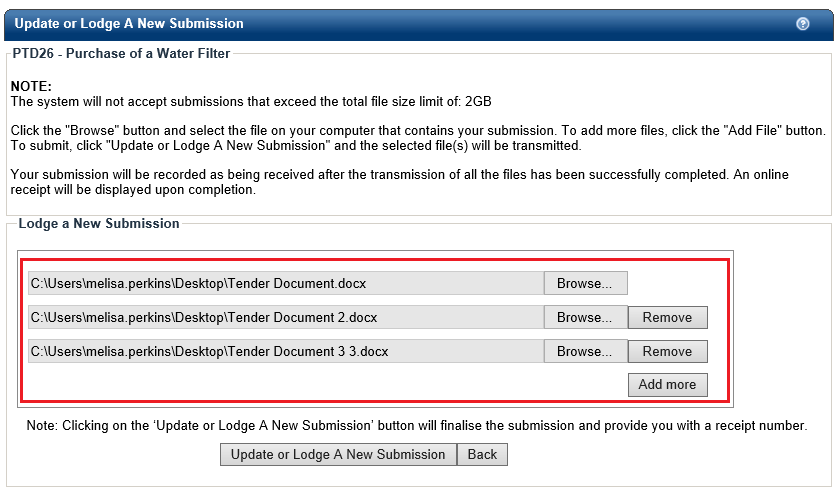 Update or Lodge A New Submission
?
PTD26 - Purchase of a Water Filter
NOTE:
The system will not accept submissions that exceed the total file size limit of: 2GB
Click the "Browse" button and select the file on your computer that contains your submission. To add more files, click the "Add File" button.
To submit, click "Update or Lodge A New Submission" and the selected file(s) will be transmitted.
Your submission will be recorded as being received after the transmission of all the files has been successfully completed. An online
receipt will be displayed upon completion.
Lodge a New Submission
C:\Users\melisa.perkins\Desktop\Tender Document.docx Browse...
C:\Users\melisa.perkins\Desktop\Tender Document 2.docx Browse... Remove
C:\Users\melisa.perkins\Desktop\Tender Document 3 3.docx Browse... Remove
Add more
Note: Clicking on the ‘Update or Lodge A New Submission’ button will finalise the submission and provide you with a receipt number.
Update or Lodge A New Submission Back